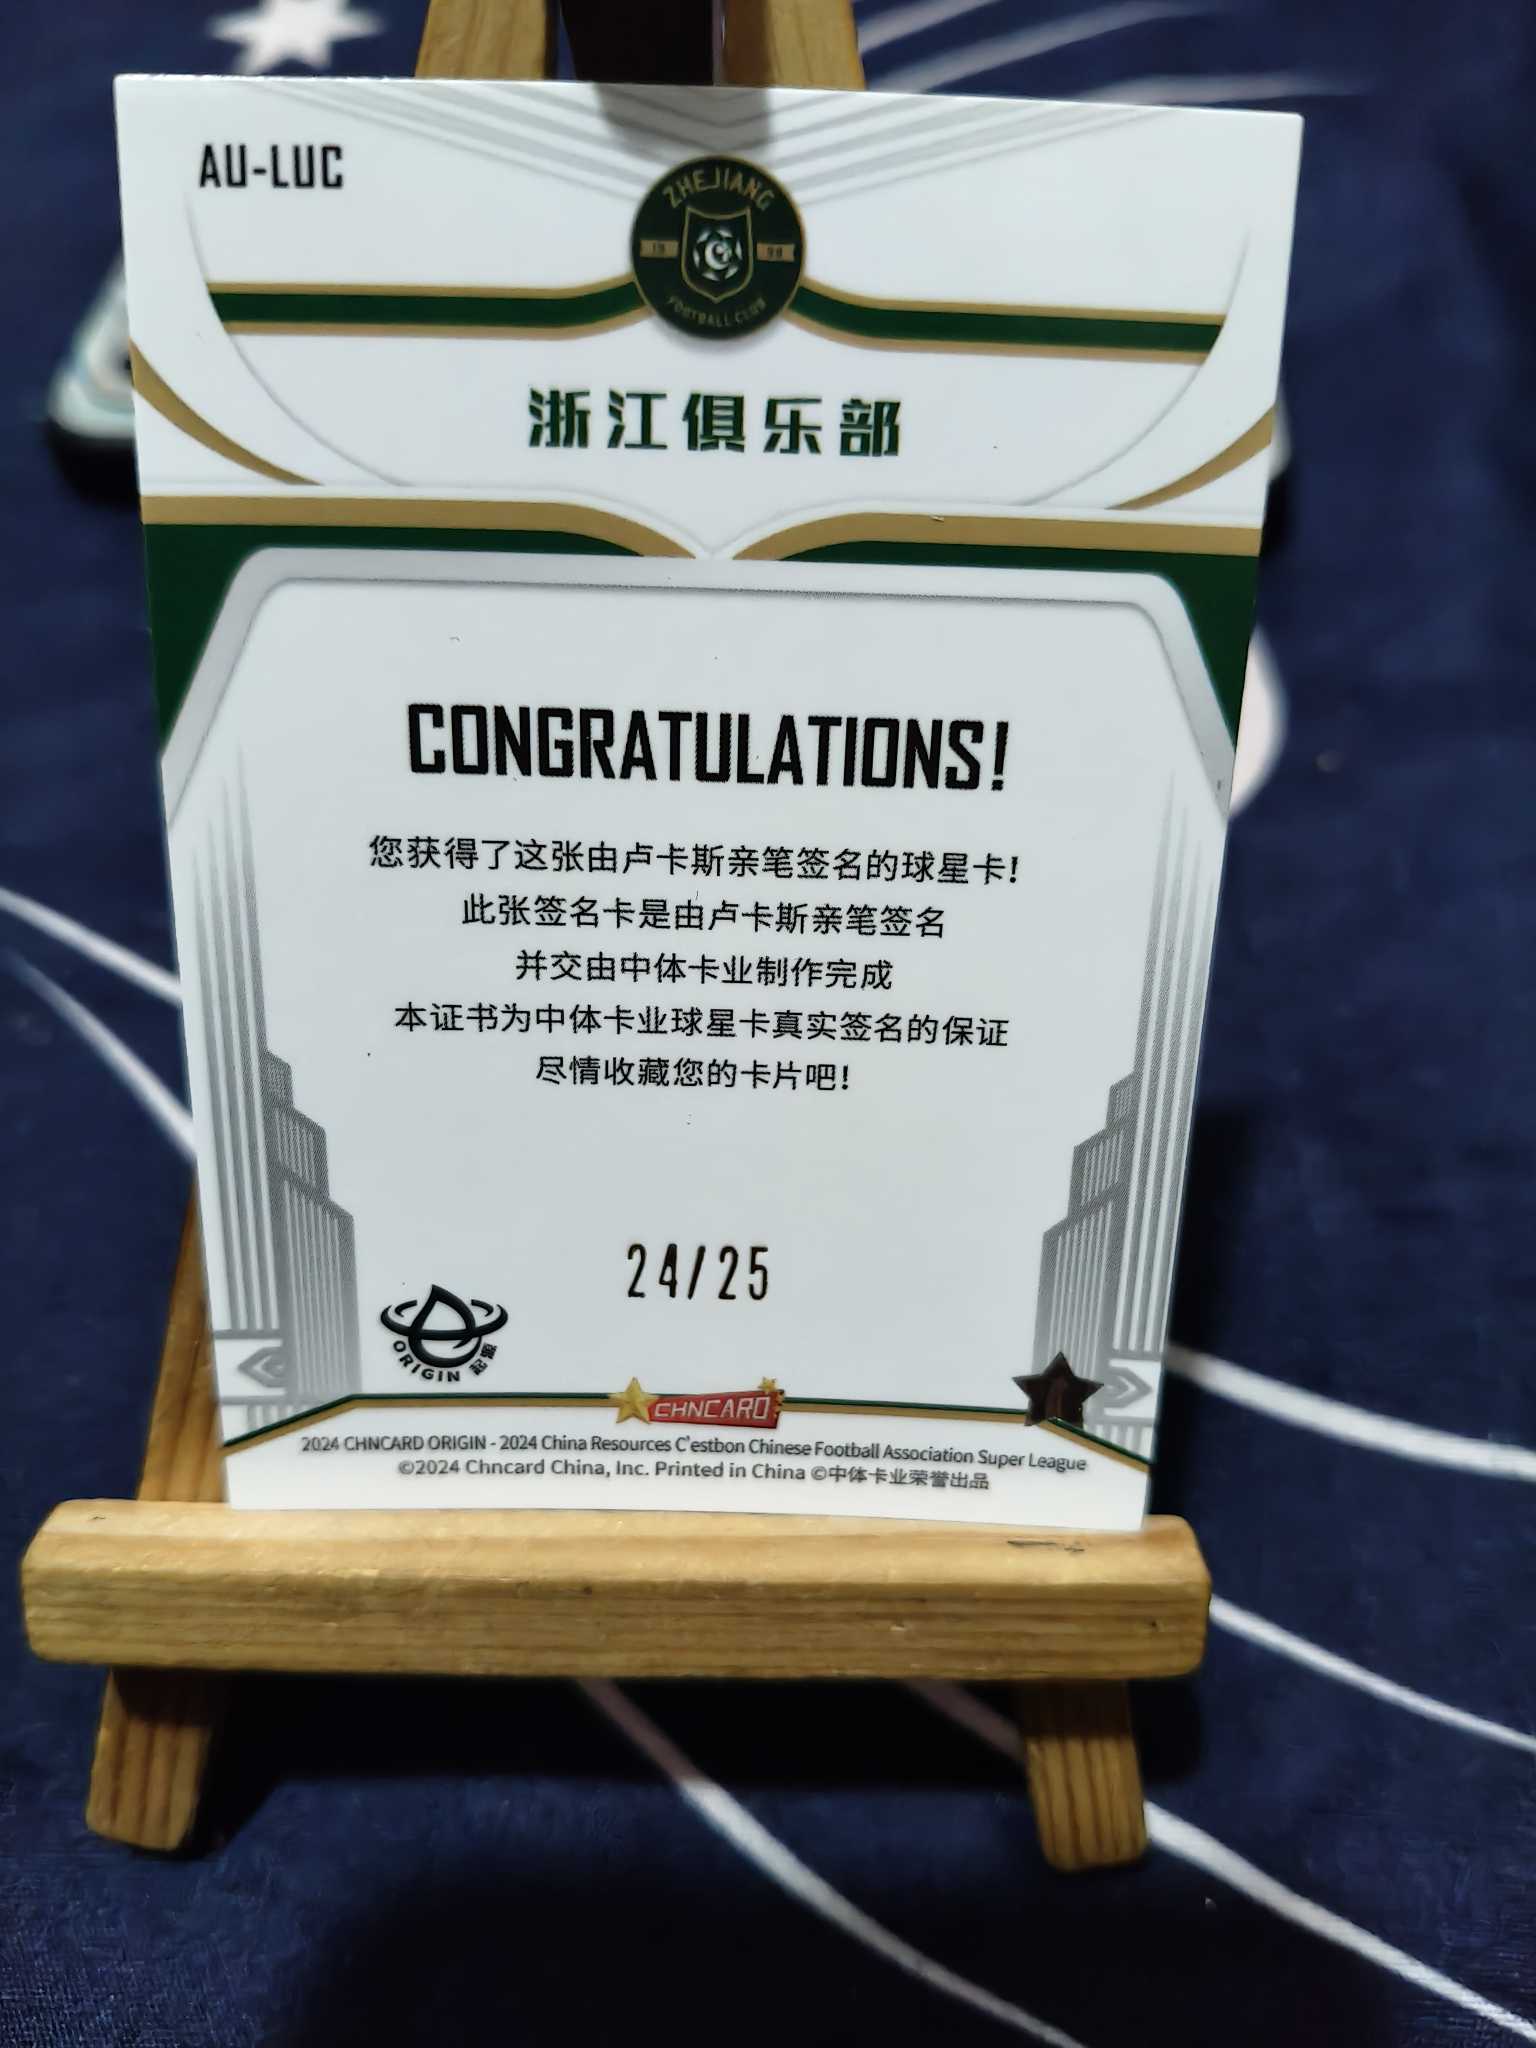 AU-LUC
ZHEJIANG
19 98
FOOTBALL CLUB
浙江俱乐部
CONGRATULATIONS!
您获得了这张由卢卡斯亲笔签名的球星卡!
此张签名卡是由卢卡斯亲笔签名
并交由中体卡业制作完成
本证书为中体卡业球星卡真实签名的保证
尽情收藏您的卡片吧!
24/25
ORIGIN 起源
CHNCARD
2024 CHNCARD ORIGIN - 2024 China Resources C'estbon Chinese Football Association Super League
©2024 Chncard China, Inc. Printed in China ©中体卡业荣誉出品